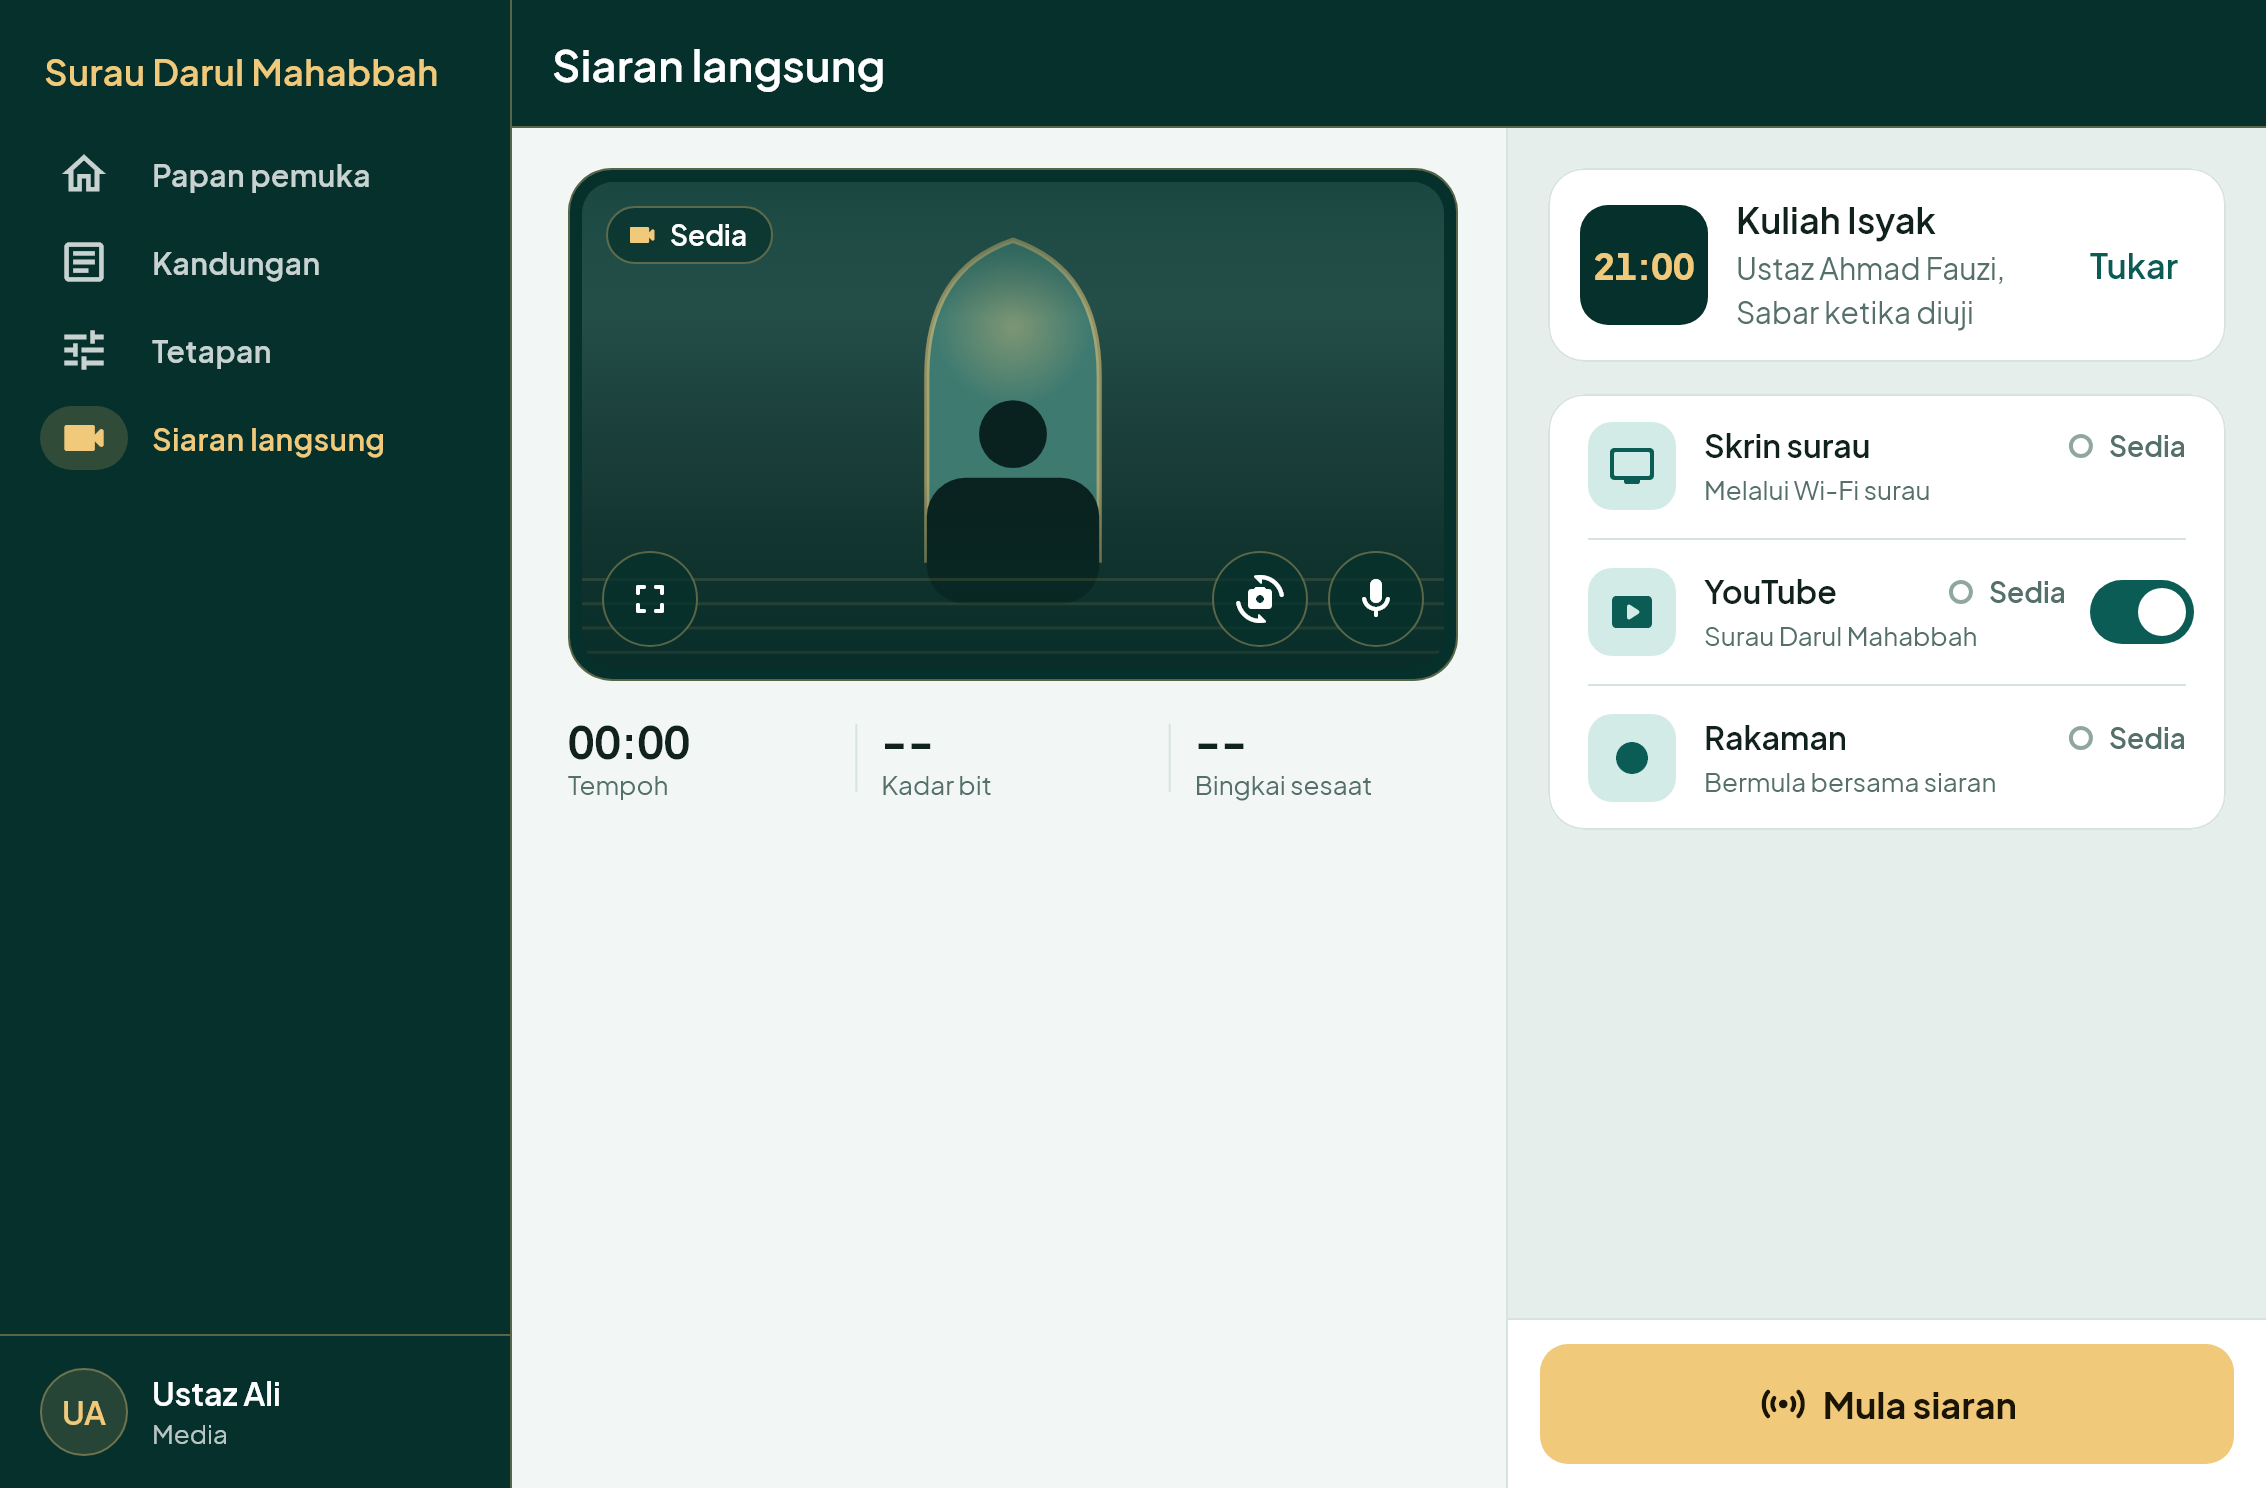 Surau Darul Mahabbah
Papan pemuka
Kandungan
Tetapan
Siaran langsung
UA
Ustaz Ali
Media
Siaran langsung
Sedia
00:00
Tempoh
--
Kadar bit
--
Bingkai sesaat
21:00
Kuliah Isyak
Ustaz Ahmad Fauzi,
Sabar ketika diuji
Tukar
Skrin surau
Sedia
Melalui Wi-Fi surau
YouTube
Sedia
Surau Darul Mahabbah
Rakaman
Sedia
Bermula bersama siaran
Mula siaran